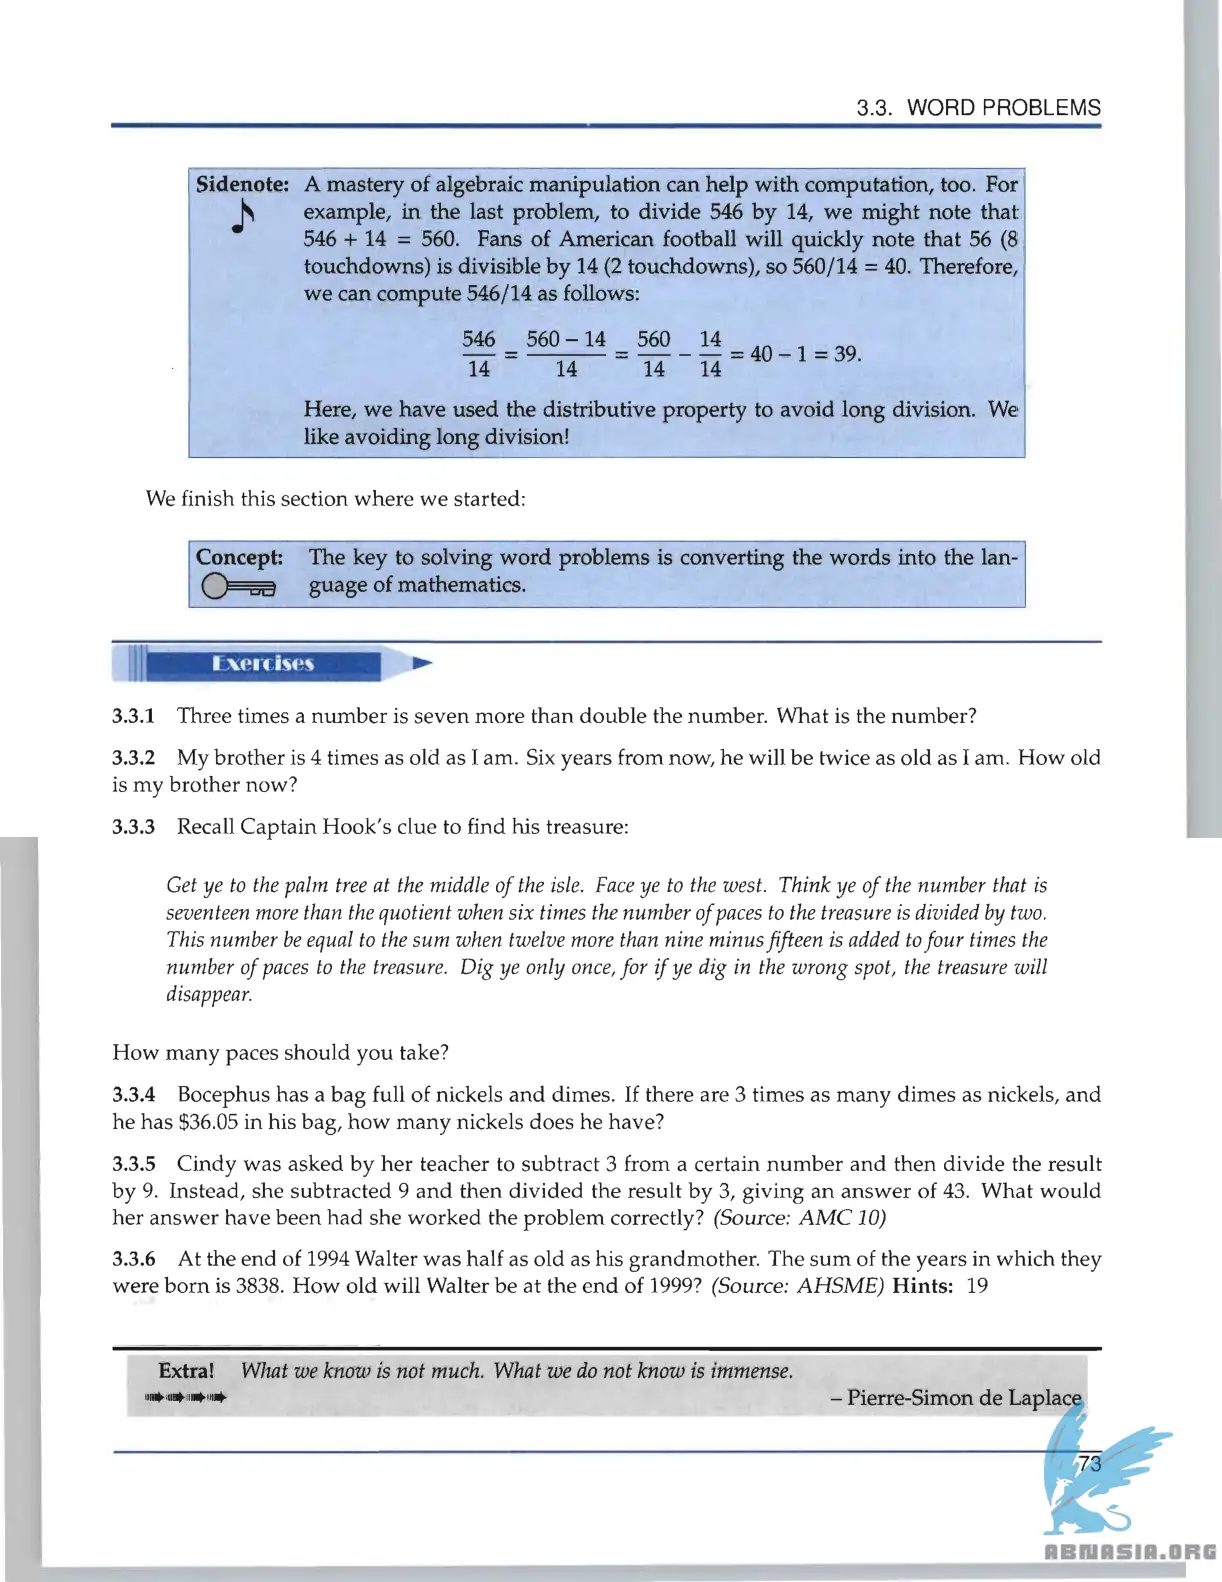 3.3. WORD PROBLEMS
Sidenote: A mastery of algebraic manipulation can help with computation, too. For
example, in the last problem, to divide 546 by 14, we might note that
546 + 14 = 560. Fans of American football will quickly note that 56 (8
touchdowns) is divisible by 14 (2 touchdowns), so 560/14 = 40. Therefore,
we can compute 546/14 as follows:
546/14 = (560 – 14)/14 = 560/14 – 14/14 = 40 – 1 = 39.
Here, we have used the distributive property to avoid long division. We
like avoiding long division!
We finish this section where we started:
Concept: The key to solving word problems is converting the words into the lan-
guage of mathematics.
Exercises
3.3.1 Three times a number is seven more than double the number. What is the number?
3.3.2 My brother is 4 times as old as I am. Six years from now, he will be twice as old as I am. How old
is my brother now?
3.3.3 Recall Captain Hook's clue to find his treasure:
Get ye to the palm tree at the middle of the isle. Face ye to the west. Think ye of the number that is
seventeen more than the quotient when six times the number of paces to the treasure is divided by two.
This number be equal to the sum when twelve more than nine minus fifteen is added to four times the
number of paces to the treasure. Dig ye only once, for if ye dig in the wrong spot, the treasure will
disappear.
How many paces should you take?
3.3.4 Bocephus has a bag full of nickels and dimes. If there are 3 times as many dimes as nickels, and
he has $36.05 in his bag, how many nickels does he have?
3.3.5 Cindy was asked by her teacher to subtract 3 from a certain number and then divide the result
by 9. Instead, she subtracted 9 and then divided the result by 3, giving an answer of 43. What would
her answer have been had she worked the problem correctly? (Source: AMC 10)
3.3.6 At the end of 1994 Walter was half as old as his grandmother. The sum of the years in which they
were born is 3838. How old will Walter be at the end of 1999? (Source: AHSME) Hints: 19
Extra! What we know is not much. What we do not know is immense.
– Pierre-Simon de Laplace
73
ABNASIA.ORG